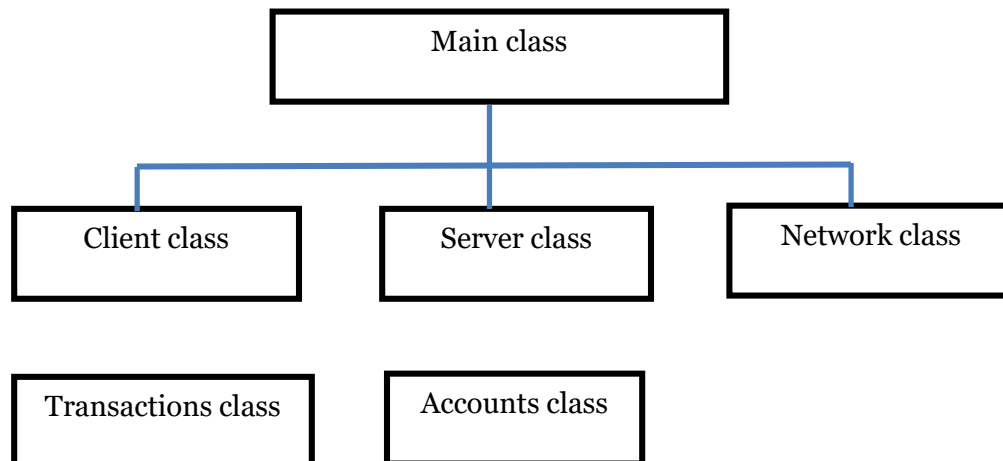 Main class
Client class
Server class
Network class
Transactions class
Accounts class